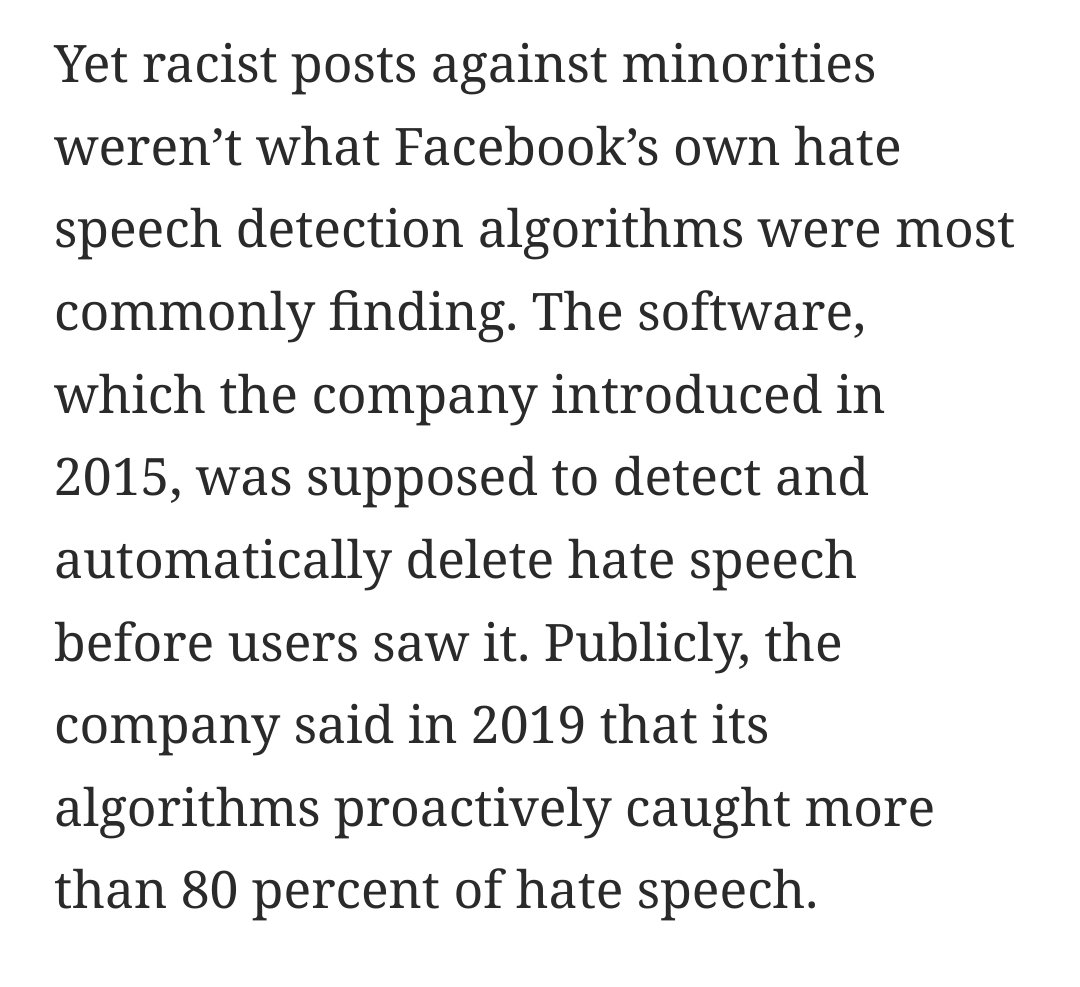 Yet racist posts against minorities
weren’t what Facebook’s own hate
speech detection algorithms were most
commonly finding. The software,
which the company introduced in
2015, was supposed to detect and
automatically delete hate speech
before users saw it. Publicly, the
company said in 2019 that its
algorithms proactively caught more
than 80 percent of hate speech.